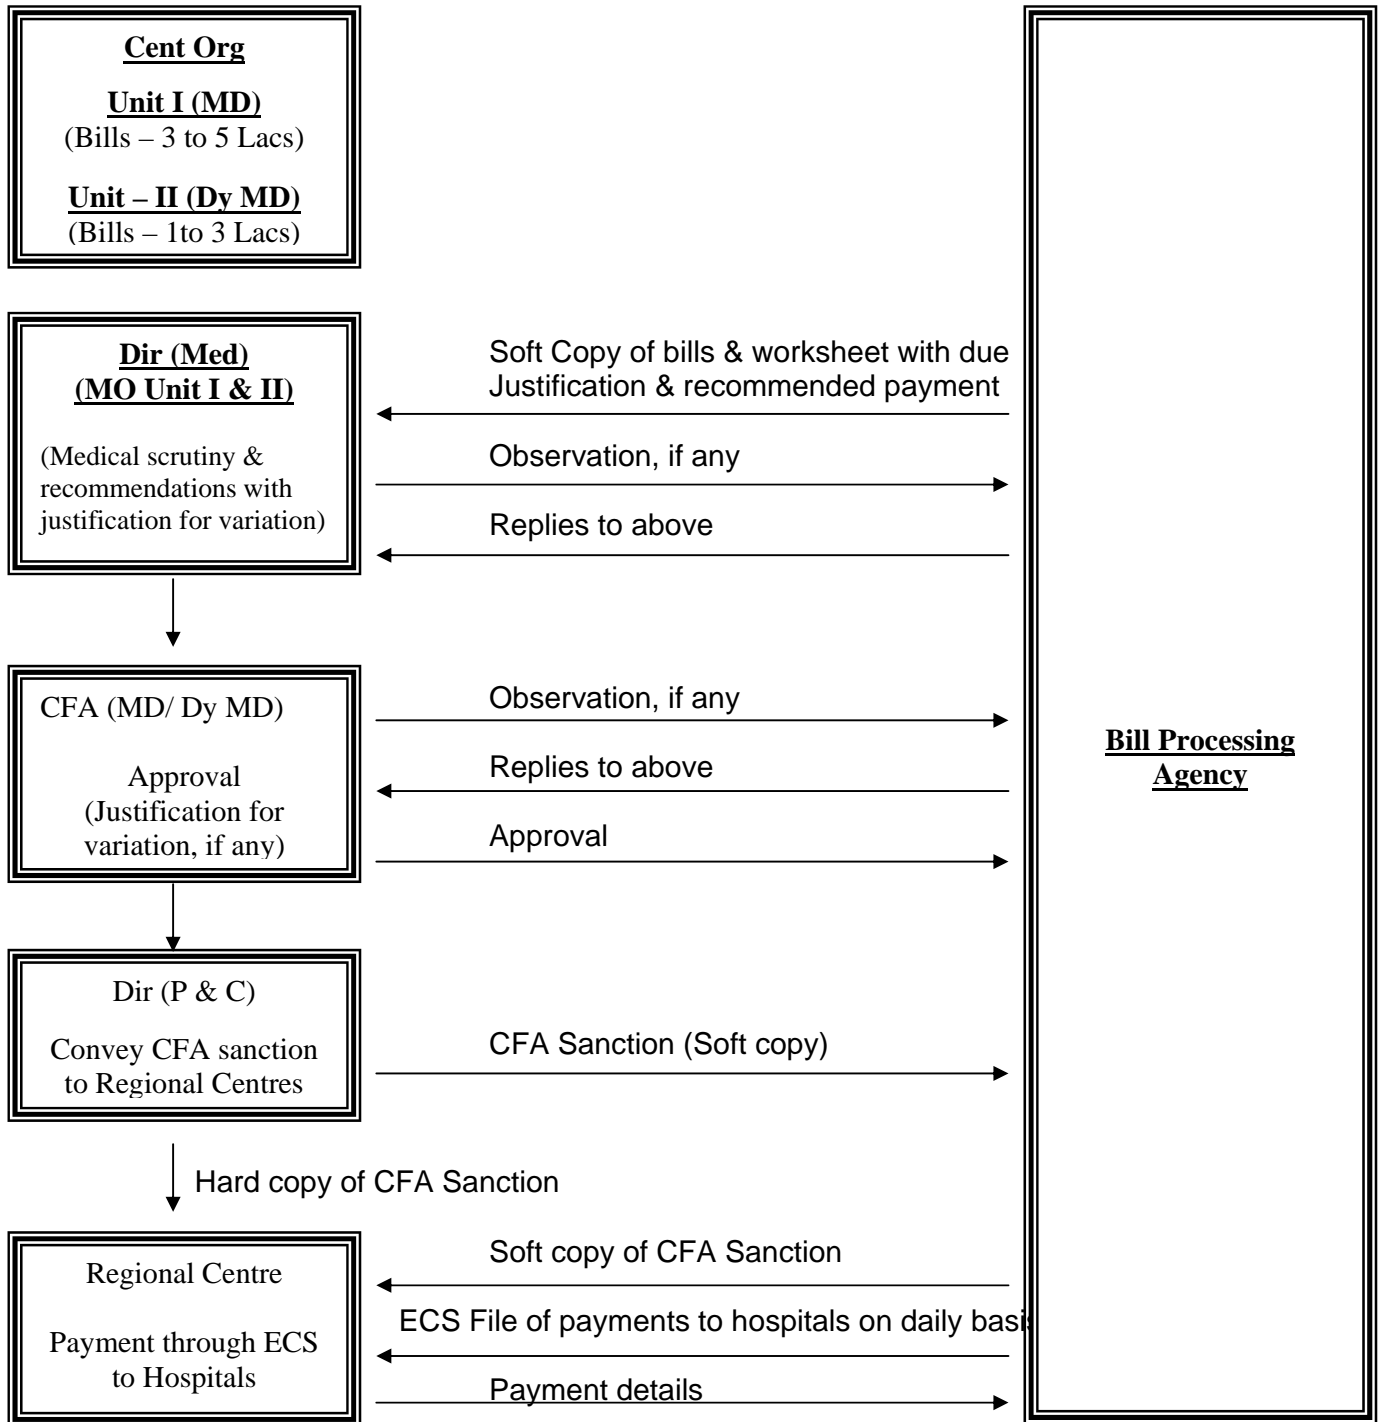 Cent Org
Unit I (MD)
(Bills – 3 to 5 Lacs)
Unit – II (Dy MD)
(Bills – 1to 3 Lacs)
Dir (Med)
(MO Unit I & II)
(Medical scrutiny &
recommendations with
justification for variation)
Soft Copy of bills & worksheet with due
Justification & recommended payment
Observation, if any
Replies to above
CFA (MD/ Dy MD)
Approval
(Justification for
variation, if any)
Observation, if any
Replies to above
Approval
Bill Processing
Agency
Dir (P & C)
Convey CFA sanction
to Regional Centres
CFA Sanction (Soft copy)
Hard copy of CFA Sanction
Regional Centre
Payment through ECS
to Hospitals
Soft copy of CFA Sanction
ECS File of payments to hospitals on daily basis
Payment details